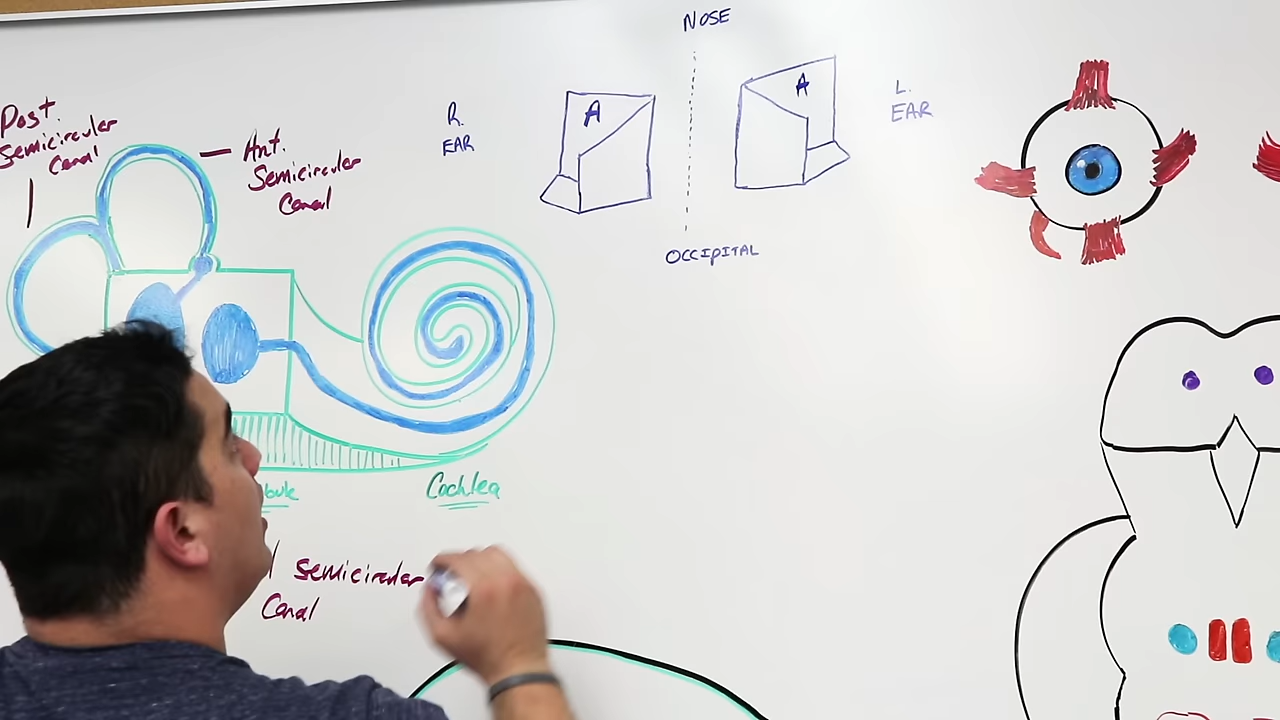 NOSE
A
A
R.
EAR
L.
EAR
OCCIPITAL
Post.
Semicircular
Canal
Ant.
Semicircular
Canal
Cochlea
semicircular
Canal